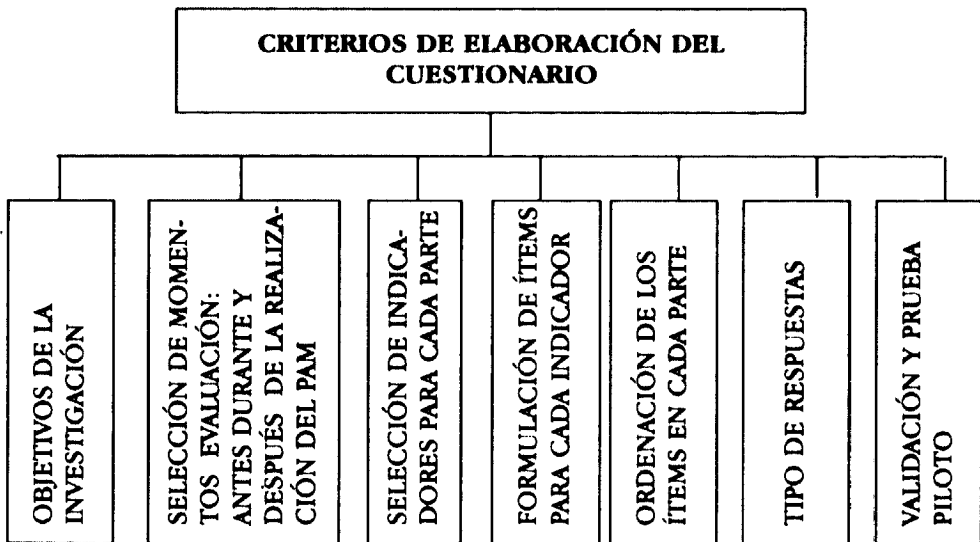 CRITERIOS DE ELABORACIÓN DEL
CUESTIONARIO
OBJETIVOS DE LA
INVESTIGACIÓN
SELECCIÓN DE MOMEN-
TOS EVALUACIÓN:
ANTES DURANTE Y
DESPUÉS DE LA REALIZA-
CIÓN DEL PAM
SELECCIÓN DE INDICA-
DORES PARA CADA PARTE
FORMULACIÓN DE ÍTEMS
PARA CADA INDICADOR
ORDENACIÓN DE LOS
ÍTEMS EN CADA PARTE
TIPO DE RESPUESTAS
VALIDACIÓN Y PRUEBA
PILOTO